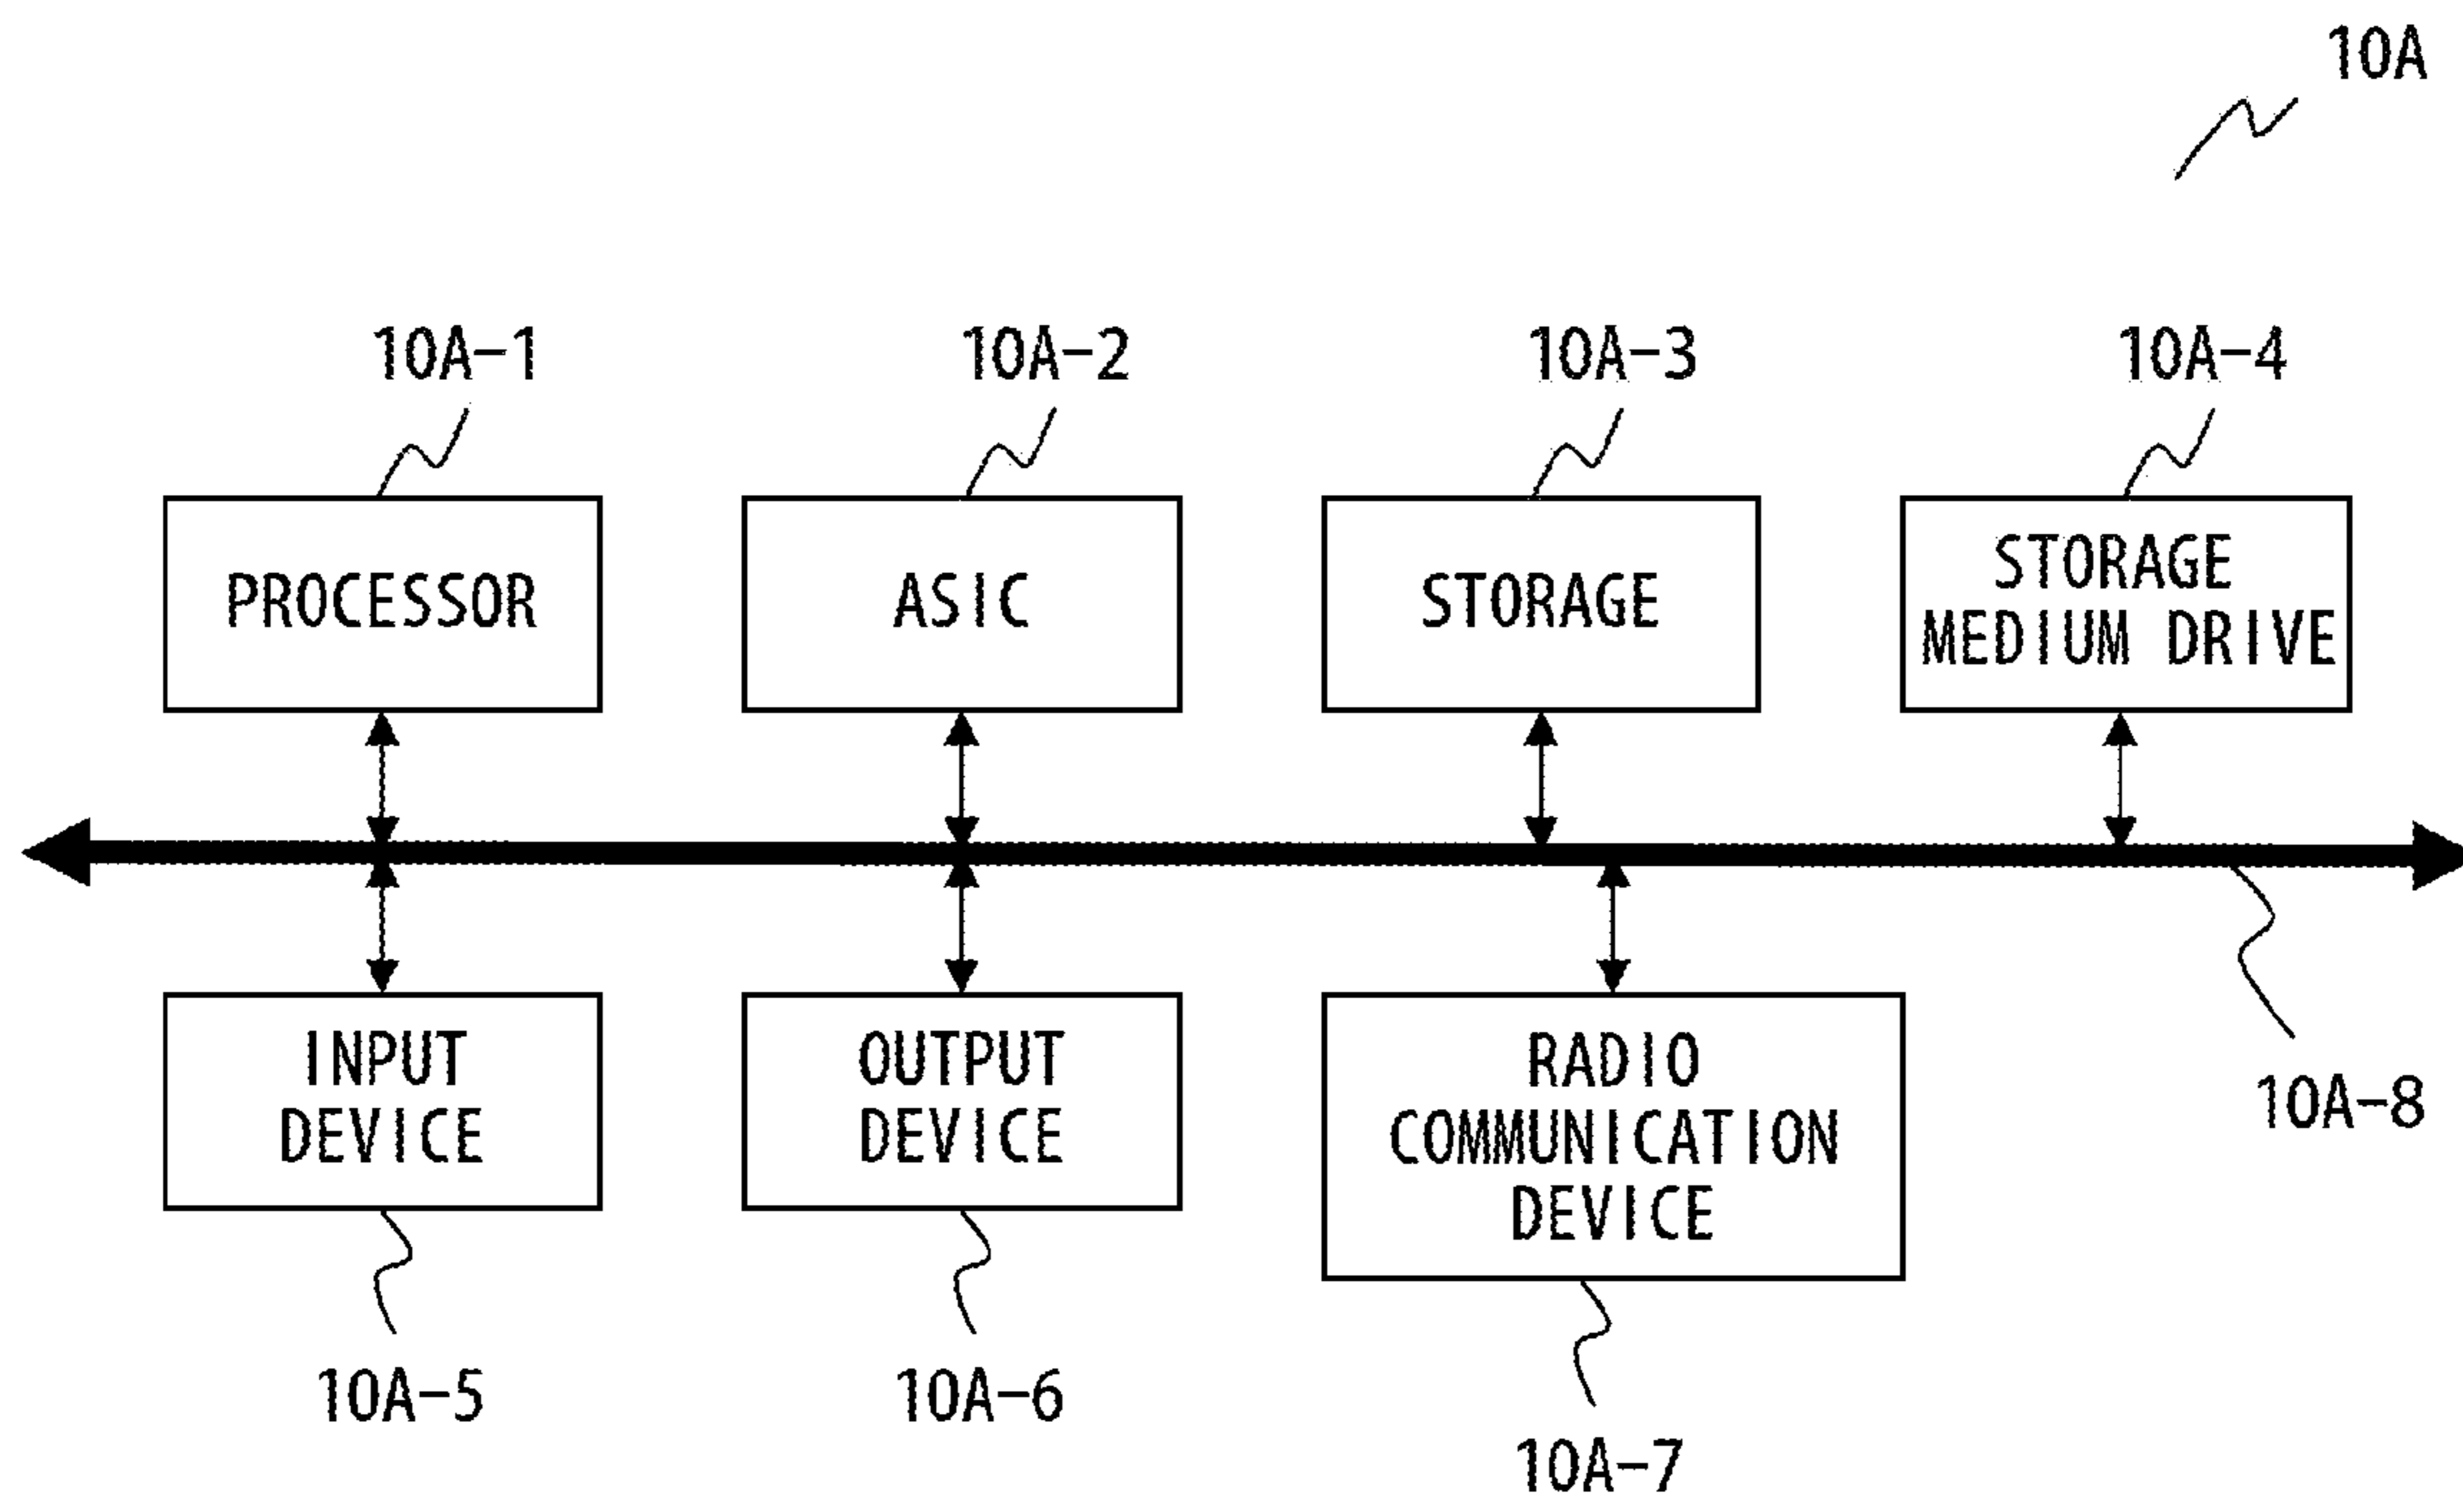 10A
10A-1
10A-2
10A-3
10A-4
PROCESSOR
ASIC
STORAGE
STORAGE
MEDIUM DRIVE
INPUT
DEVICE
OUTPUT
DEVICE
RADIO
COMMUNICATION
DEVICE
10A-8
10A-5
10A-6
10A-7